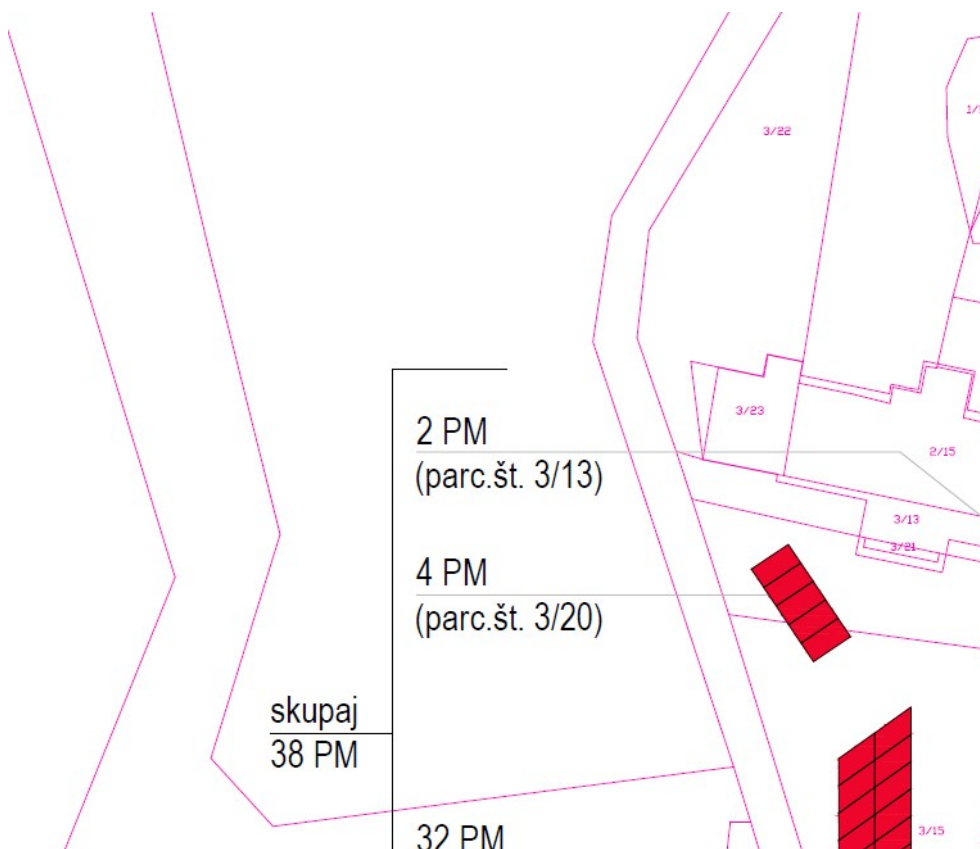 3/22
3/23
2/15
2 PM
(parc.št. 3/13)
3/13
3/21
4 PM
(parc.št. 3/20)
skupaj
38 PM
32 PM
3/15